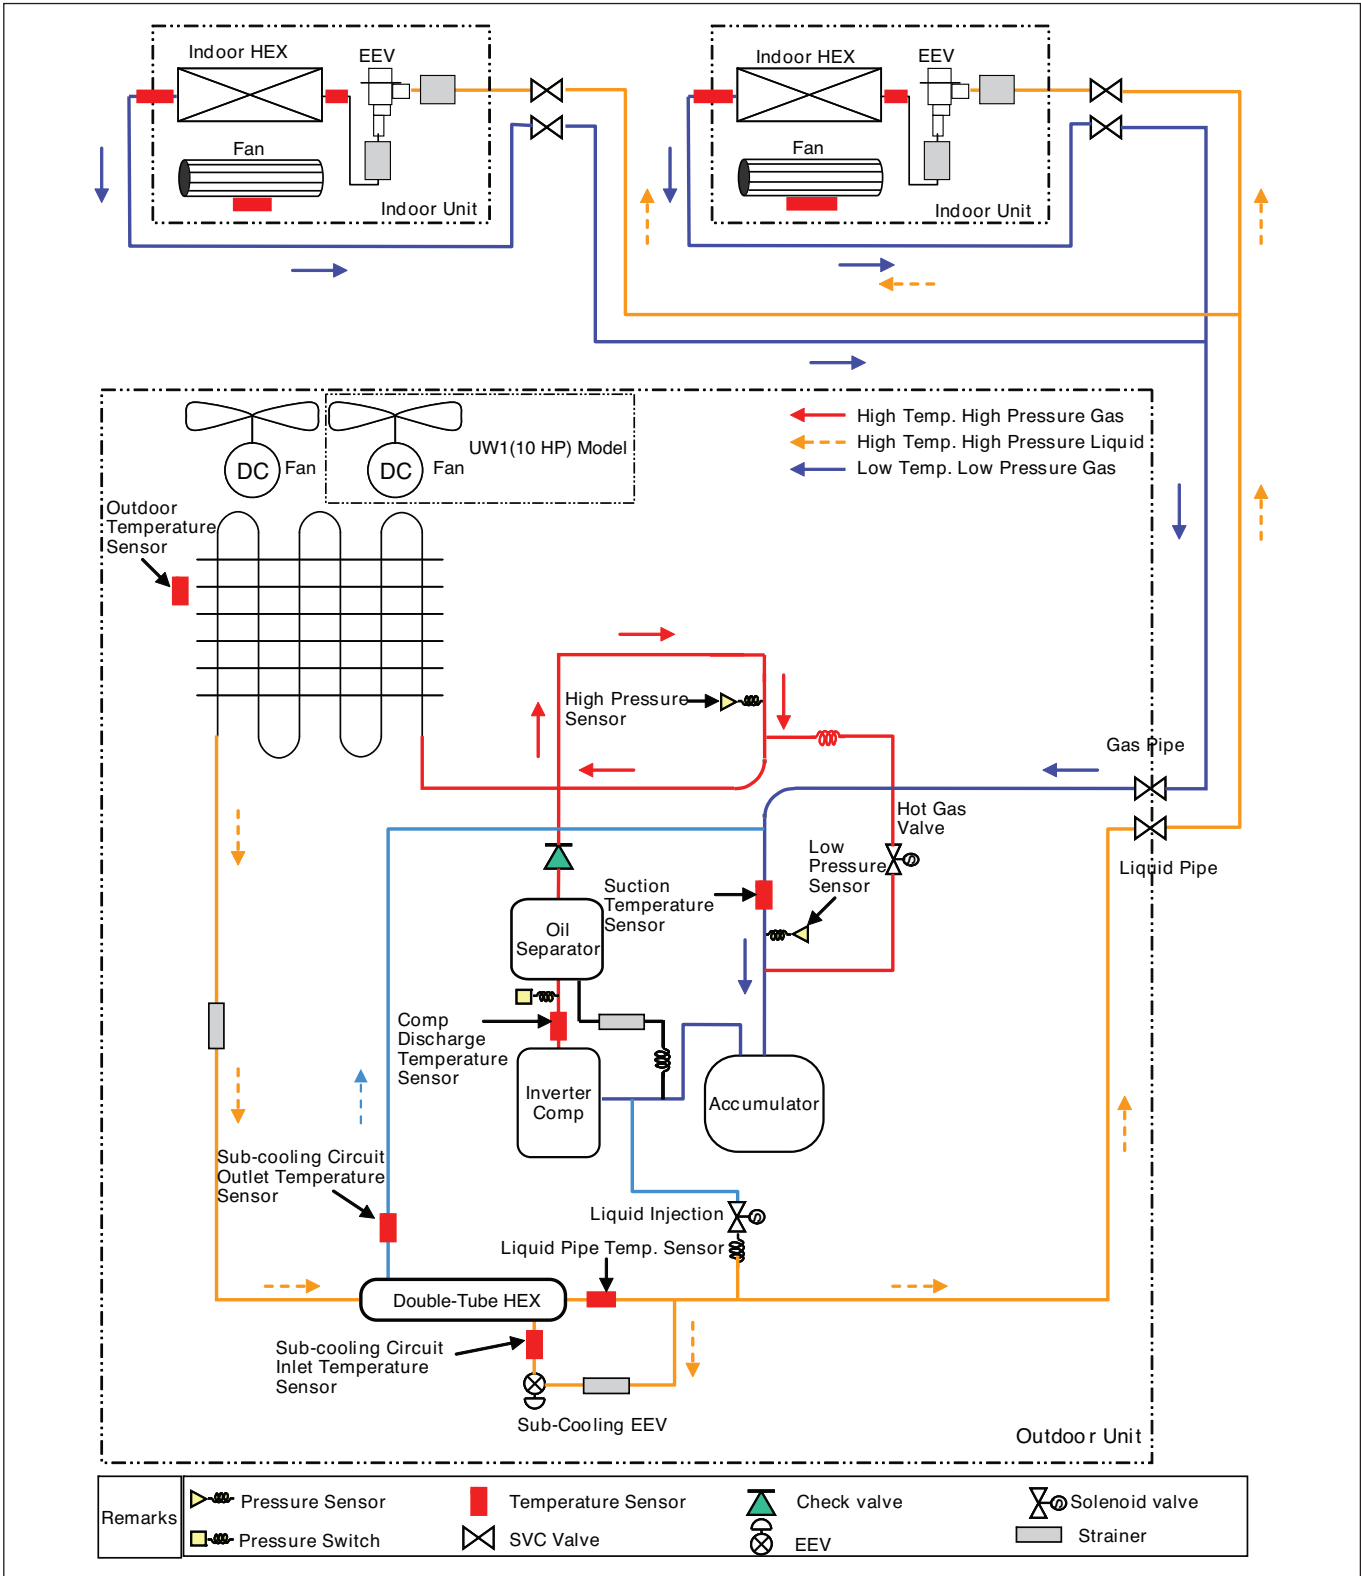 Indoor HEX
EEV
Fan
Indoor Unit
Indoor HEX
EEV
Fan
Indoor Unit
High Temp. High Pressure Gas
High Temp. High Pressure Liquid
Low Temp. Low Pressure Gas
DC
Fan
DC
Fan
UW1(10 HP) Model
Outdoor
Temperature
Sensor
High Pressure
Sensor
Gas Pipe
Hot Gas
Valve
Liquid Pipe
Low
Pressure
Sensor
Suction
Temperature
Sensor
Oil
Separator
Comp
Discharge
Temperature
Sensor
Inverter
Comp
Accumulator
Sub-cooling Circuit
Outlet Temperature
Sensor
Liquid Injection
Liquid Pipe Temp. Sensor
Double-Tube HEX
Sub-cooling Circuit
Inlet Temperature
Sensor
Sub-Cooling EEV
Outdoor Unit
Remarks
Pressure Sensor
Temperature Sensor
Check valve
Solenoid valve
Pressure Switch
SVC Valve
EEV
Strainer